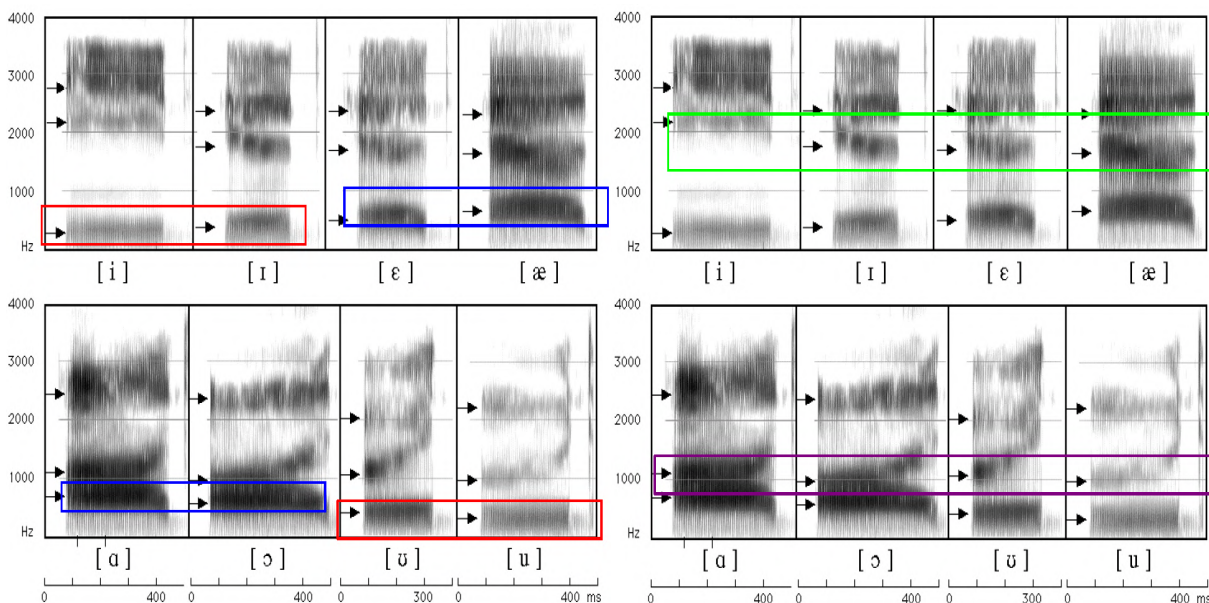 4000 4000
3000 3000
2000 2000
1000 1000
Hz Hz
[ i ] [ ɪ ] [ ɛ ] [ æ ] [ i ] [ ɪ ] [ ɛ ] [ æ ]
4000 4000
3000 3000
2000 2000
1000 1000
Hz Hz
[ ɑ ] [ ɔ ] [ ʊ ] [ u ] [ ɑ ] [ ɔ ] [ ʊ ] [ u ]
0 400 0 400 0 300 0 400 ms 0 400 0 400 0 300 0 400 ms